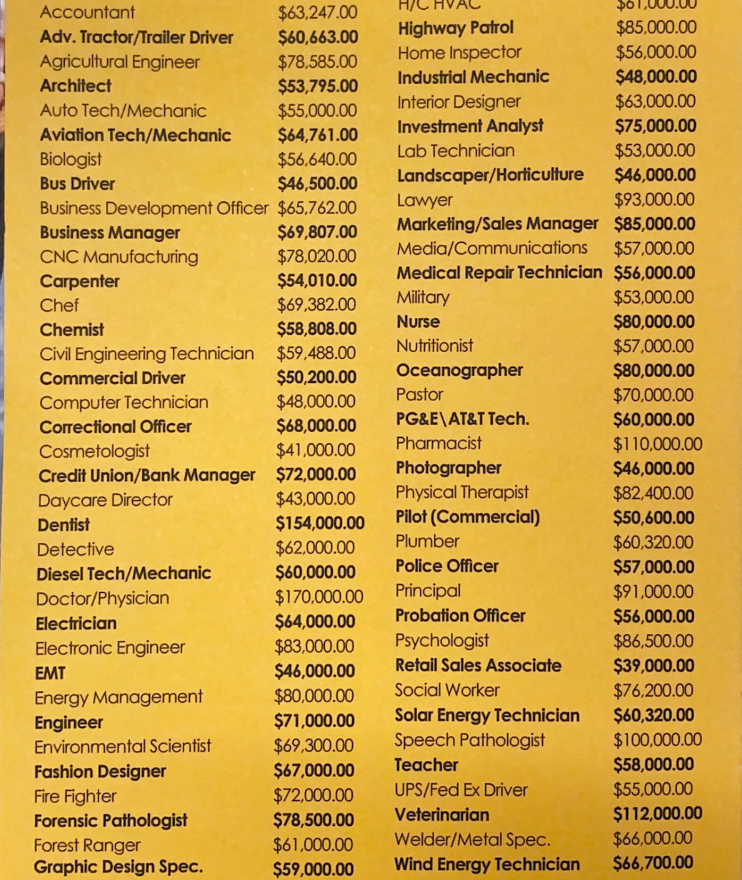 Accountant $63,247.00
Adv. Tractor/Trailer Driver $60,663.00
Agricultural Engineer $78,585.00
Architect $53,795.00
Auto Tech/Mechanic $55,000.00
Aviation Tech/Mechanic $64,761.00
Biologist $56,640.00
Bus Driver $46,500.00
Business Development Officer $65,762.00
Business Manager $69,807.00
CNC Manufacturing $78,020.00
Carpenter $54,010.00
Chef $69,382.00
Chemist $58,808.00
Civil Engineering Technician $59,488.00
Commercial Driver $50,200.00
Computer Technician $48,000.00
Correctional Officer $68,000.00
Cosmetologist $41,000.00
Credit Union/Bank Manager $72,000.00
Daycare Director $43,000.00
Dentist $154,000.00
Detective $62,000.00
Diesel Tech/Mechanic $60,000.00
Doctor/Physician $170,000.00
Electrician $64,000.00
Electronic Engineer $83,000.00
EMT $46,000.00
Energy Management $80,000.00
Engineer $71,000.00
Environmental Scientist $69,300.00
Fashion Designer $67,000.00
Fire Fighter $72,000.00
Forensic Pathologist $78,500.00
Forest Ranger $61,000.00
Graphic Design Spec. $59,000.00
H/C HVAC $61,000.00
Highway Patrol $85,000.00
Home Inspector $56,000.00
Industrial Mechanic $48,000.00
Interior Designer $63,000.00
Investment Analyst $75,000.00
Lab Technician $53,000.00
Landscaper/Horticulture $46,000.00
Lawyer $93,000.00
Marketing/Sales Manager $85,000.00
Media/Communications $57,000.00
Medical Repair Technician $56,000.00
Military $53,000.00
Nurse $80,000.00
Nutritionist $57,000.00
Oceanographer $80,000.00
Pastor $70,000.00
PG&E\AT&T Tech. $60,000.00
Pharmacist $110,000.00
Photographer $46,000.00
Physical Therapist $82,400.00
Pilot (Commercial) $50,600.00
Plumber $60,320.00
Police Officer $57,000.00
Principal $91,000.00
Probation Officer $56,000.00
Psychologist $86,500.00
Retail Sales Associate $39,000.00
Social Worker $76,200.00
Solar Energy Technician $60,320.00
Speech Pathologist $100,000.00
Teacher $58,000.00
UPS/Fed Ex Driver $55,000.00
Veterinarian $112,000.00
Welder/Metal Spec. $66,000.00
Wind Energy Technician $66,700.00